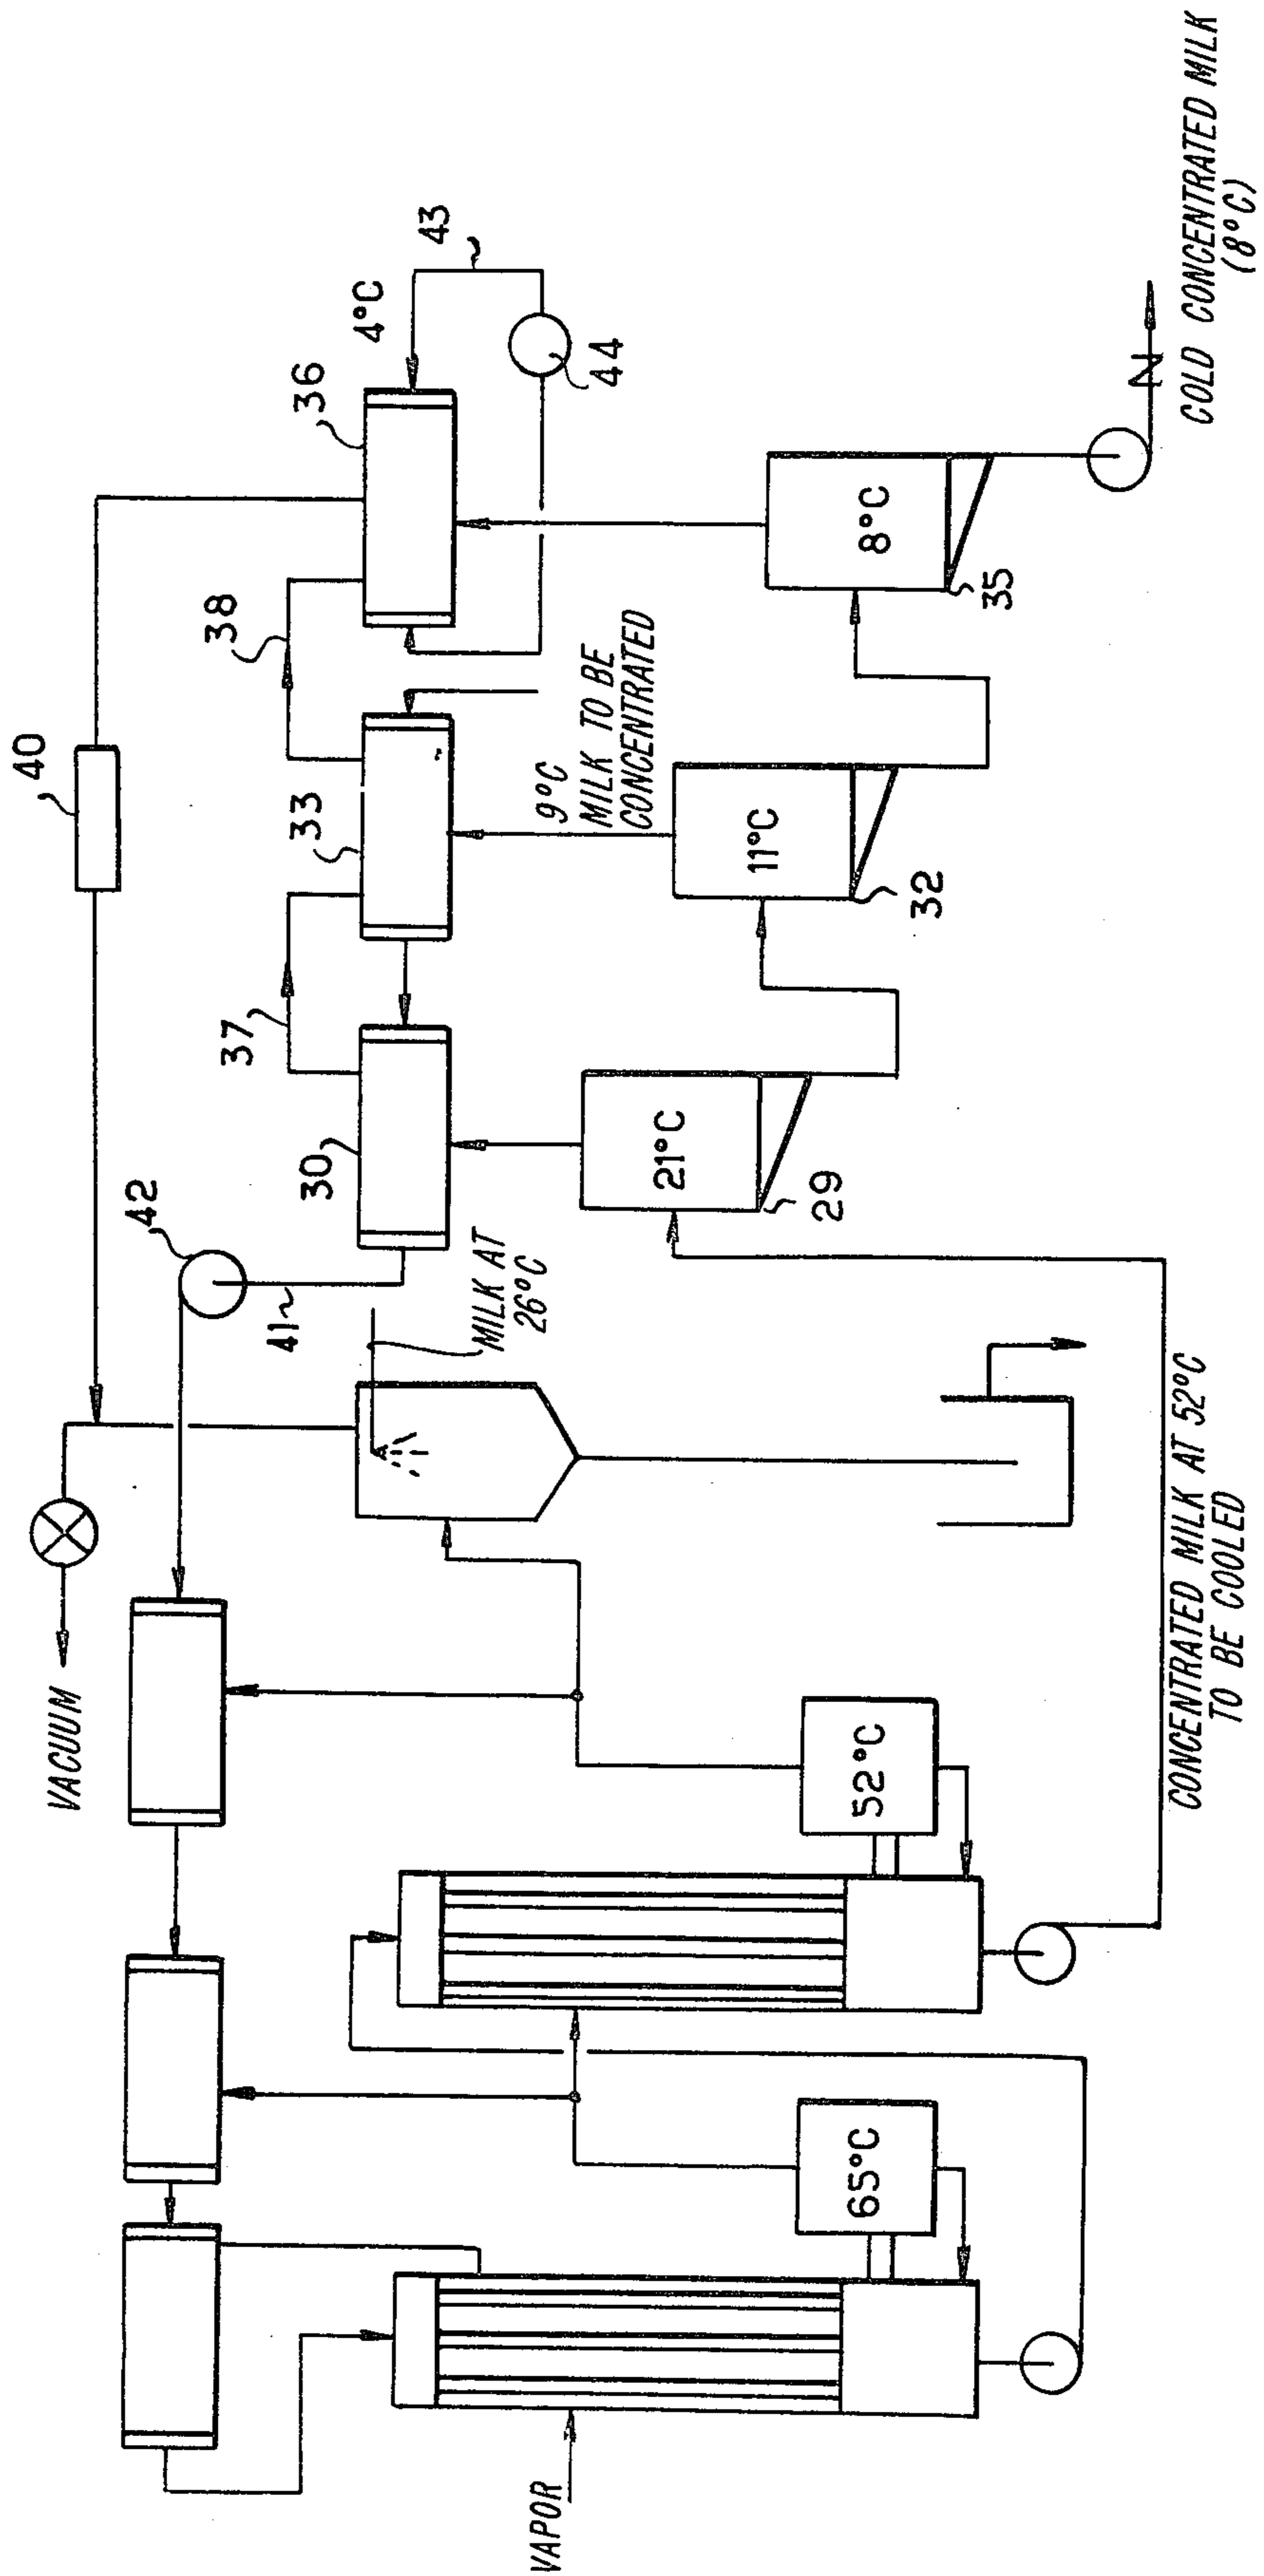 40
38
36
4°C
43
44
37
33
42
30
41
9°C
MILK TO BE
CONCENTRATED
MILK AT
26°C
VACUUM
21°C
29
11°C
32
8°C
35
52°C
65°C
VAPOR
CONCENTRATED MILK AT 52°C
TO BE COOLED
COLD CONCENTRATED MILK
(8°C)